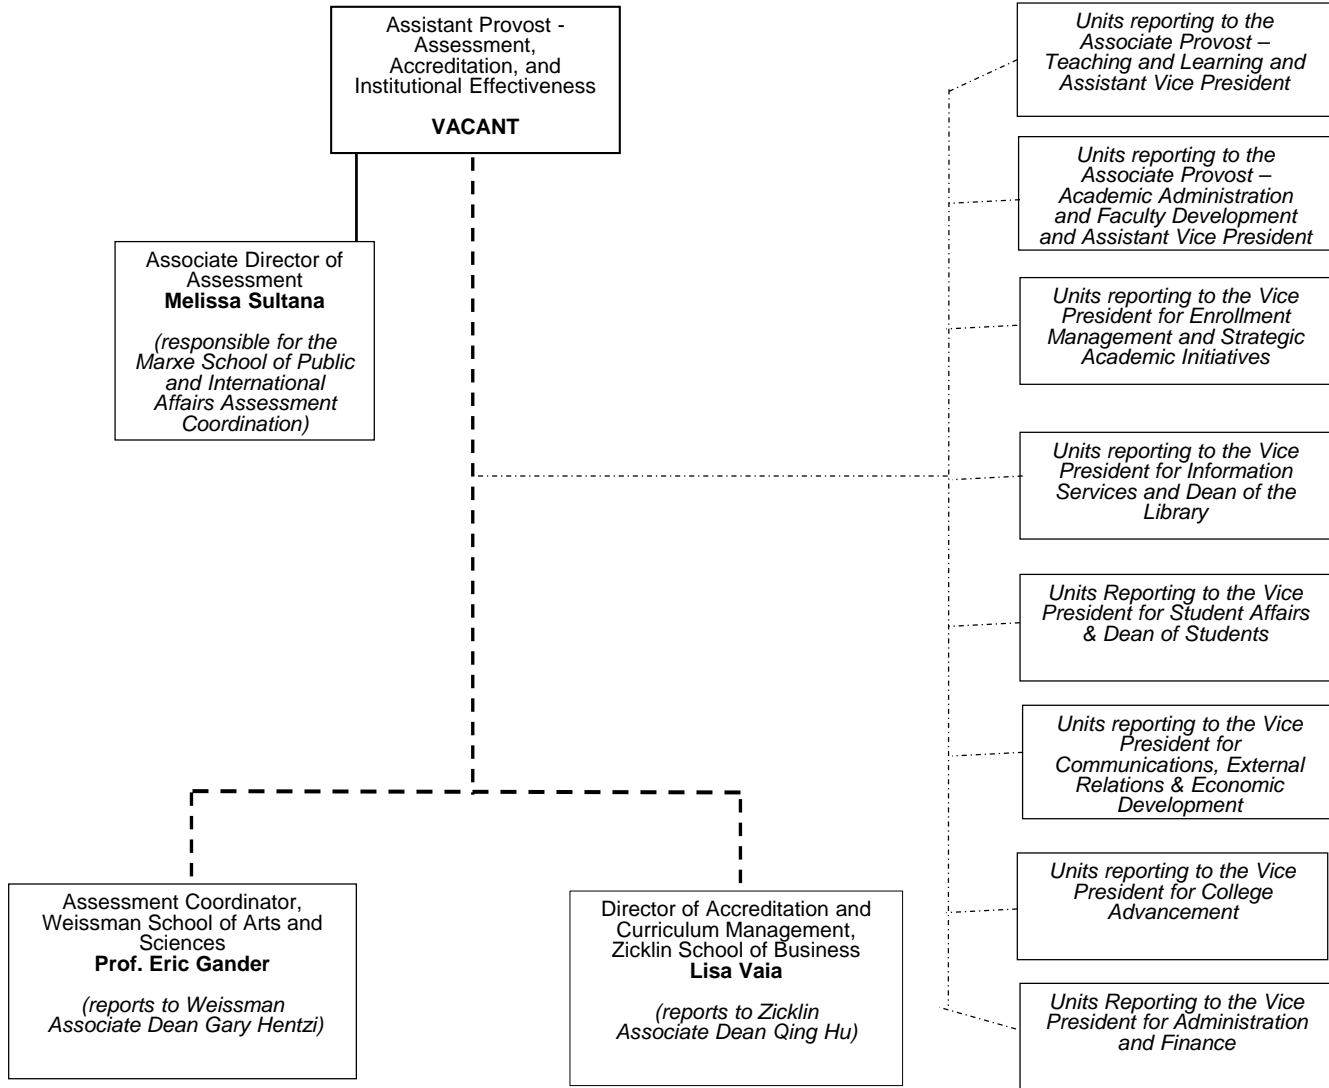 Assistant Provost -
Assessment,
Accreditation, and
Institutional Effectiveness
VACANT
Associate Director of
Assessment
Melissa Sultana
(responsible for the
Marxe School of Public
and International
Affairs Assessment
Coordination)
Assessment Coordinator,
Weissman School of Arts and
Sciences
Prof. Eric Gander
(reports to Weissman
Associate Dean Gary Hentzi)
Director of Accreditation and
Curriculum Management,
Zicklin School of Business
Lisa Vaia
(reports to Zicklin
Associate Dean Qing Hu)
Units reporting to the
Associate Provost –
Teaching and Learning and
Assistant Vice President
Units reporting to the
Associate Provost –
Academic Administration
and Faculty Development
and Assistant Vice President
Units reporting to the Vice
President for Enrollment
Management and Strategic
Academic Initiatives
Units reporting to the Vice
President for Information
Services and Dean of the
Library
Units Reporting to the Vice
President for Student Affairs
& Dean of Students
Units reporting to the Vice
President for
Communications, External
Relations & Economic
Development
Units reporting to the Vice
President for College
Advancement
Units Reporting to the Vice
President for Administration
and Finance